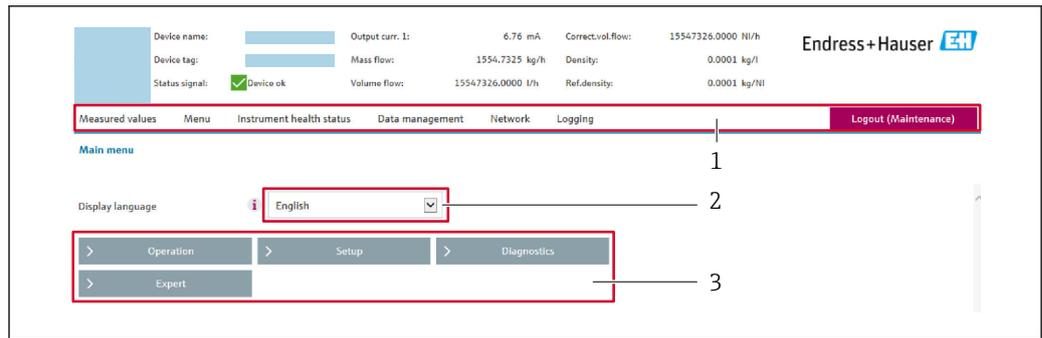 Device name: Output curr. 1: 6.76 mA Correct.vol.flow: 15547326.0000 Nl/h
Endress+Hauser EH
Device tag: Mass flow: 1554.7325 kg/h Density: 0.0001 kg/l
Status signal: Device ok Volume flow: 15547326.0000 l/h Ref.density: 0.0001 kg/Nl
Measured values Menu Instrument health status Data management Network Logging Logout (Maintenance)
1
Main menu
Display language i English 2
> Operation > Setup > Diagnostics
> Expert 3